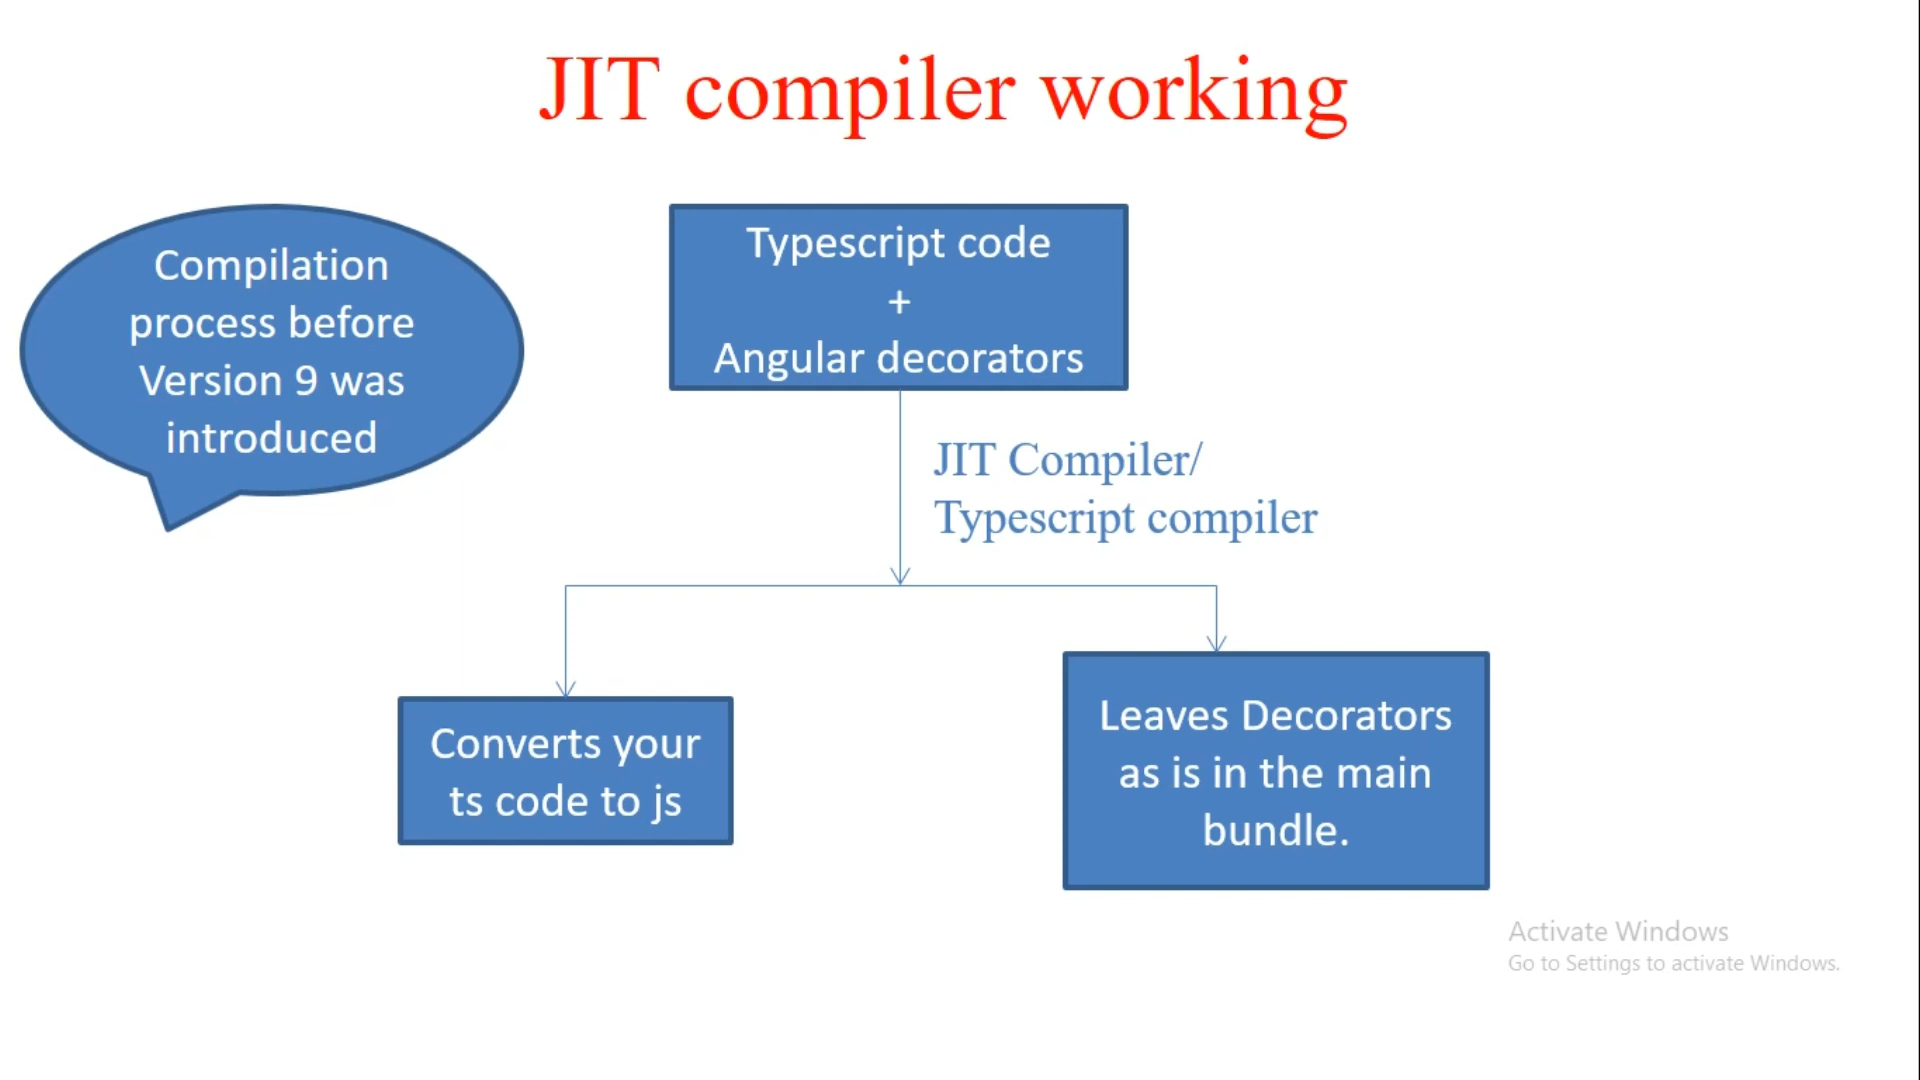 JIT compiler working
Compilation
process before
Version 9 was
introduced
Typescript code
+
Angular decorators
JIT Compiler/
Typescript compiler
Converts your
ts code to js
Leaves Decorators
as is in the main
bundle.
Activate Windows
Go to Settings to activate Windows.